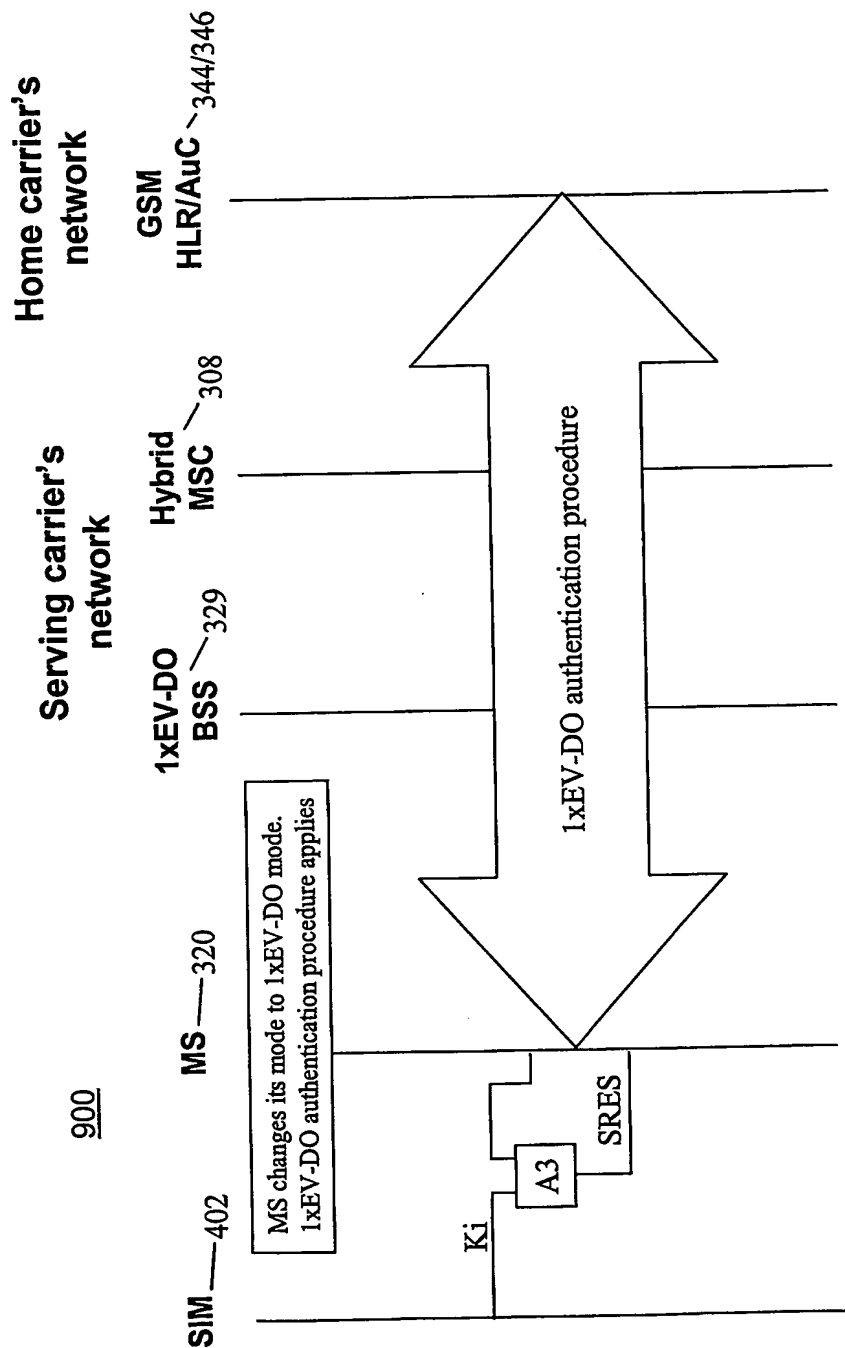 900
Serving carrier's
network
Home carrier's
network
SIM 402
MS 320
1xEV-DO
BSS 329
Hybrid
MSC 308
GSM
HLR/AuC 344/346
MS changes its mode to 1xEV-DO mode.
1xEV-DO authentication procedure applies
Ki
A3
SRES
1xEV-DO authentication procedure